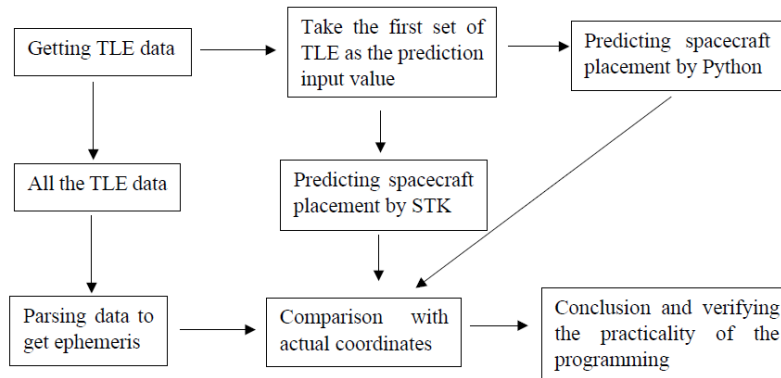 Getting TLE data
Take the first set of
TLE as the prediction
input value
Predicting spacecraft
placement by Python
All the TLE data
Predicting spacecraft
placement by STK
Parsing data to
get ephemeris
Comparison with
actual coordinates
Conclusion and verifying
the practicality of the
programming